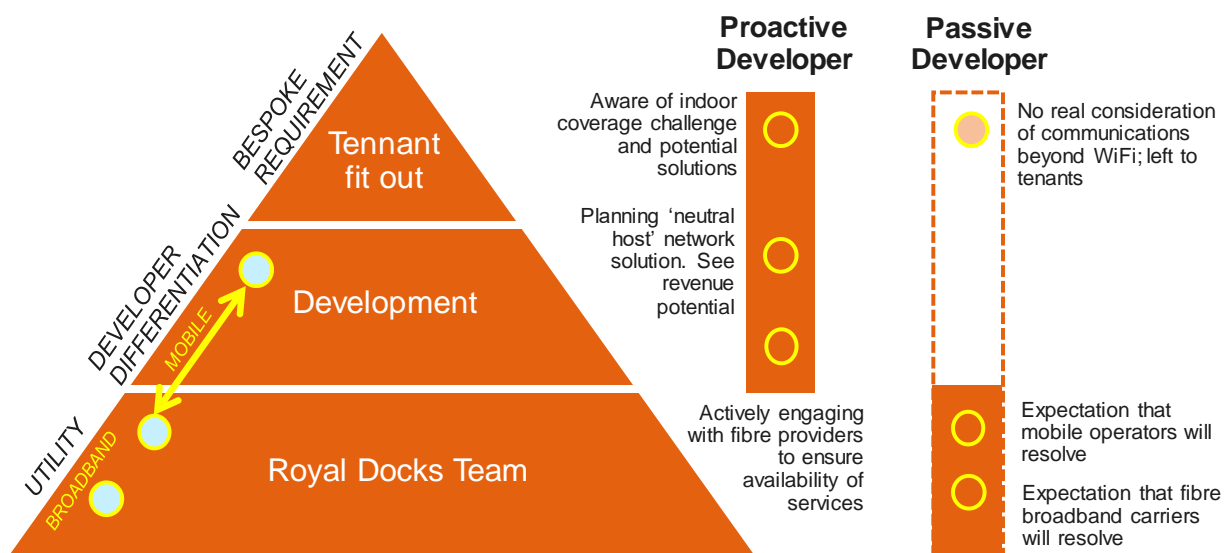 BESPOKE
REQUIREMENT
Tennant
fit out
DEVELOPER
DIFFERENTIATION
MOBILE
Development
UTILITY
BROADBAND
Royal Docks Team
Proactive
Developer
Aware of indoor
coverage challenge
and potential
solutions
Planning ‘neutral
host’ network
solution. See
revenue
potential
Actively engaging
with fibre providers
to ensure
availability of
services
Passive
Developer
No real consideration
of communications
beyond WiFi; left to
tenants
Expectation that
mobile operators will
resolve
Expectation that fibre
broadband carriers
will resolve